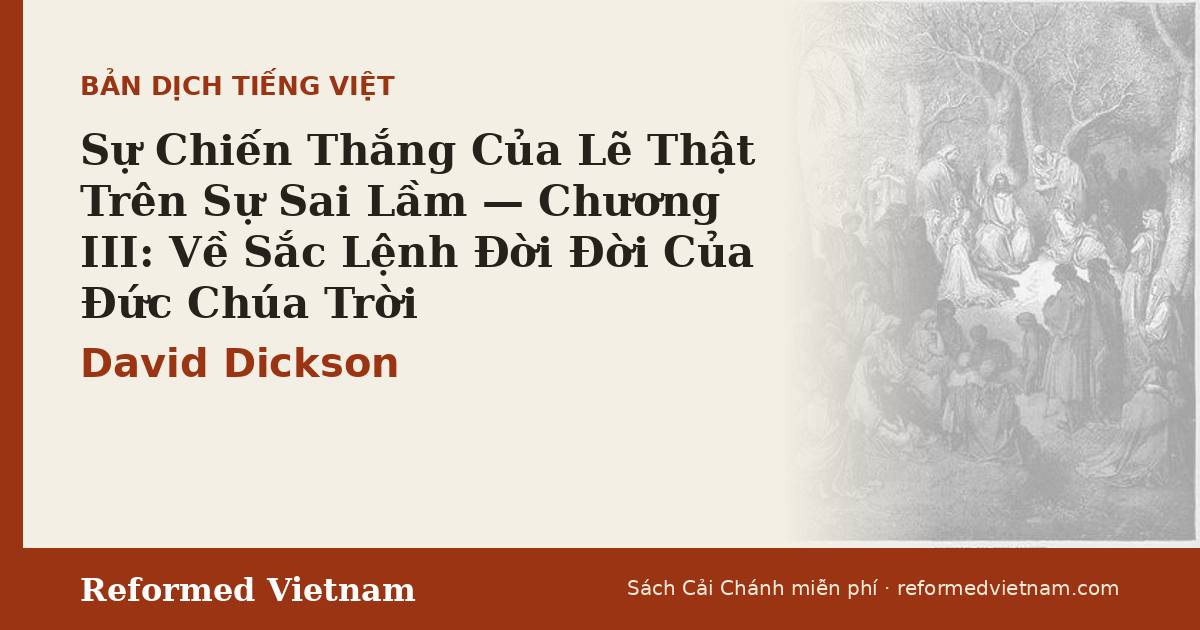 BẢN DỊCH TIẾNG VIỆT
Sự Chiến Thắng Của Lẽ Thật
Trên Sự Sai Lầm — Chương
III: Về Sắc Lệnh Đời Đời Của
Đức Chúa Trời
David Dickson
Reformed Vietnam
Sách Cải Chánh miễn phí · reformedvietnam.com